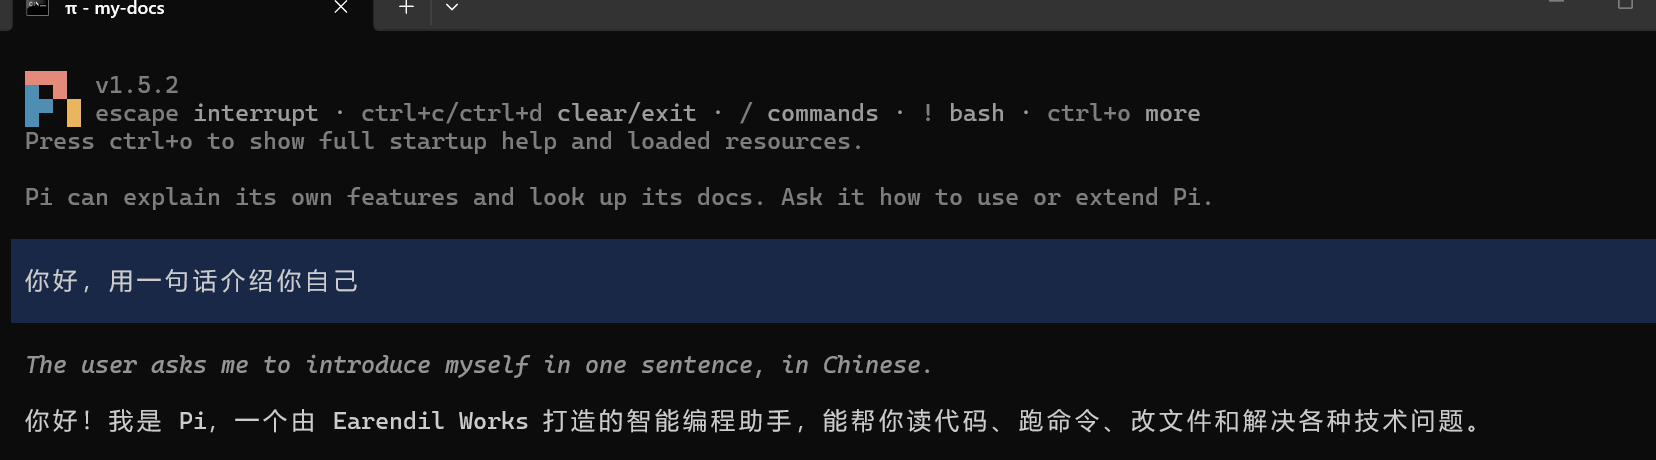 π - my-docs
v1.5.2
escape interrupt · ctrl+c/ctrl+d clear/exit · / commands · ! bash · ctrl+o more
Press ctrl+o to show full startup help and loaded resources.
Pi can explain its own features and look up its docs. Ask it how to use or extend Pi.
你好，用一句话介绍你自己
The user asks me to introduce myself in one sentence, in Chinese.
你好！我是 Pi，一个由 Earendil Works 打造的智能编程助手，能帮你读代码、跑命令、改文件和解决各种技术问题。